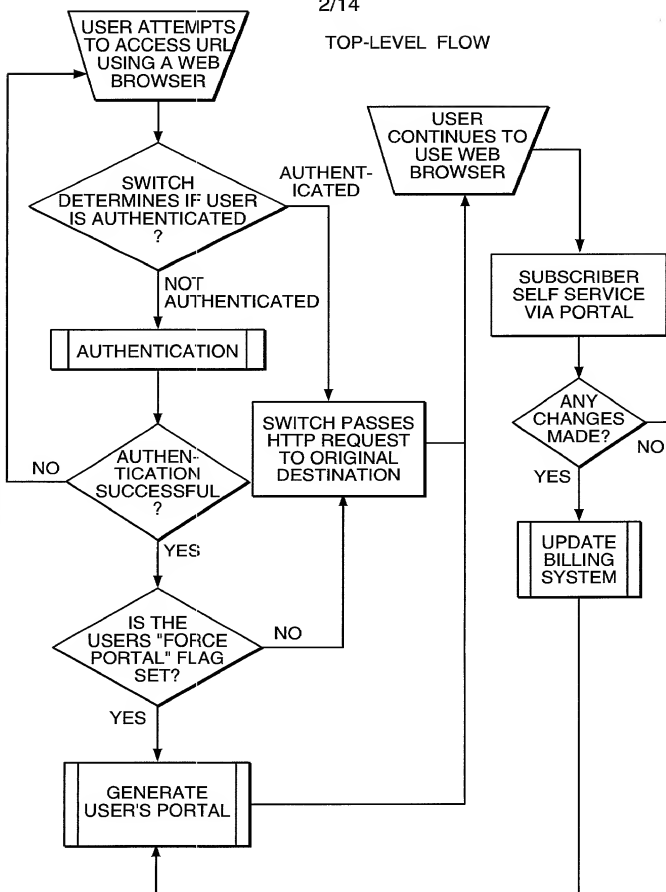 2/14
TOP-LEVEL FLOW
USER ATTEMPTS
TO ACCESS URL
USING A WEB
BROWSER
SWITCH
DETERMINES IF USER
IS AUTHENTICATED
?
AUTHENT-
ICATED
NOT
AUTHENTICATED
AUTHENTICATION
AUTHEN-
TICATION
SUCCESSFUL
?
NO
YES
IS THE
USERS "FORCE
PORTAL" FLAG
SET?
NO
YES
GENERATE
USER'S PORTAL
SWITCH PASSES
HTTP REQUEST
TO ORIGINAL
DESTINATION
USER
CONTINUES TO
USE WEB
BROWSER
SUBSCRIBER
SELF SERVICE
VIA PORTAL
ANY
CHANGES
MADE?
NO
YES
UPDATE
BILLING
SYSTEM